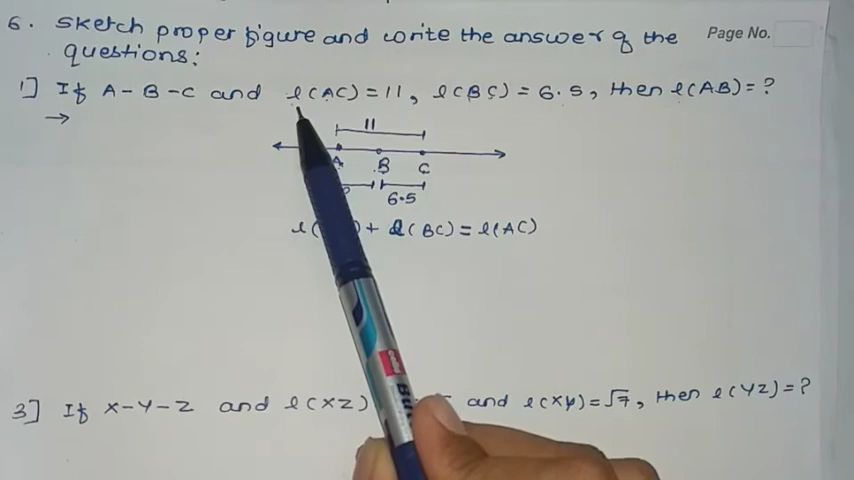 6. Sketch proper figure and write the answer of the
questions:
Page No.
1] If A-B-C and l(AC)=11, l(BC)=6.5, then l(AB)=?
→
11
A B C
6.5
l( ) + l(BC) = l(AC)
3] If X-Y-Z and l(XZ) and l(XY)=√7, then l(YZ)=?
cello